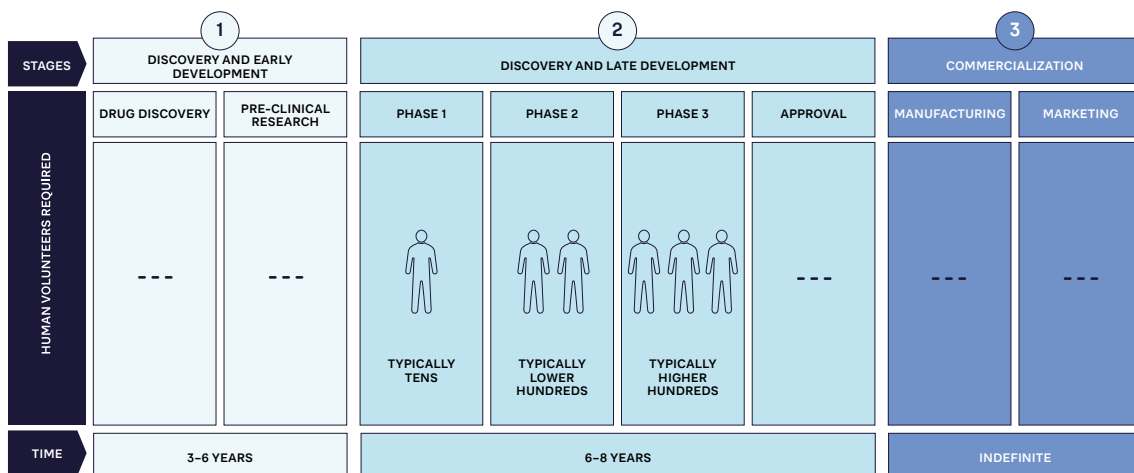 1
2
3
STAGES
DISCOVERY AND EARLY
DEVELOPMENT
DISCOVERY AND LATE DEVELOPMENT
COMMERCIALIZATION
DRUG DISCOVERY
PRE-CLINICAL
RESEARCH
PHASE 1
PHASE 2
PHASE 3
APPROVAL
MANUFACTURING
MARKETING
HUMAN VOLUNTEERS REQUIRED
---
---
TYPICALLY
TENS
TYPICALLY
LOWER
HUNDREDS
TYPICALLY
HIGHER
HUNDREDS
---
---
---
TIME
3–6 YEARS
6–8 YEARS
INDEFINITE